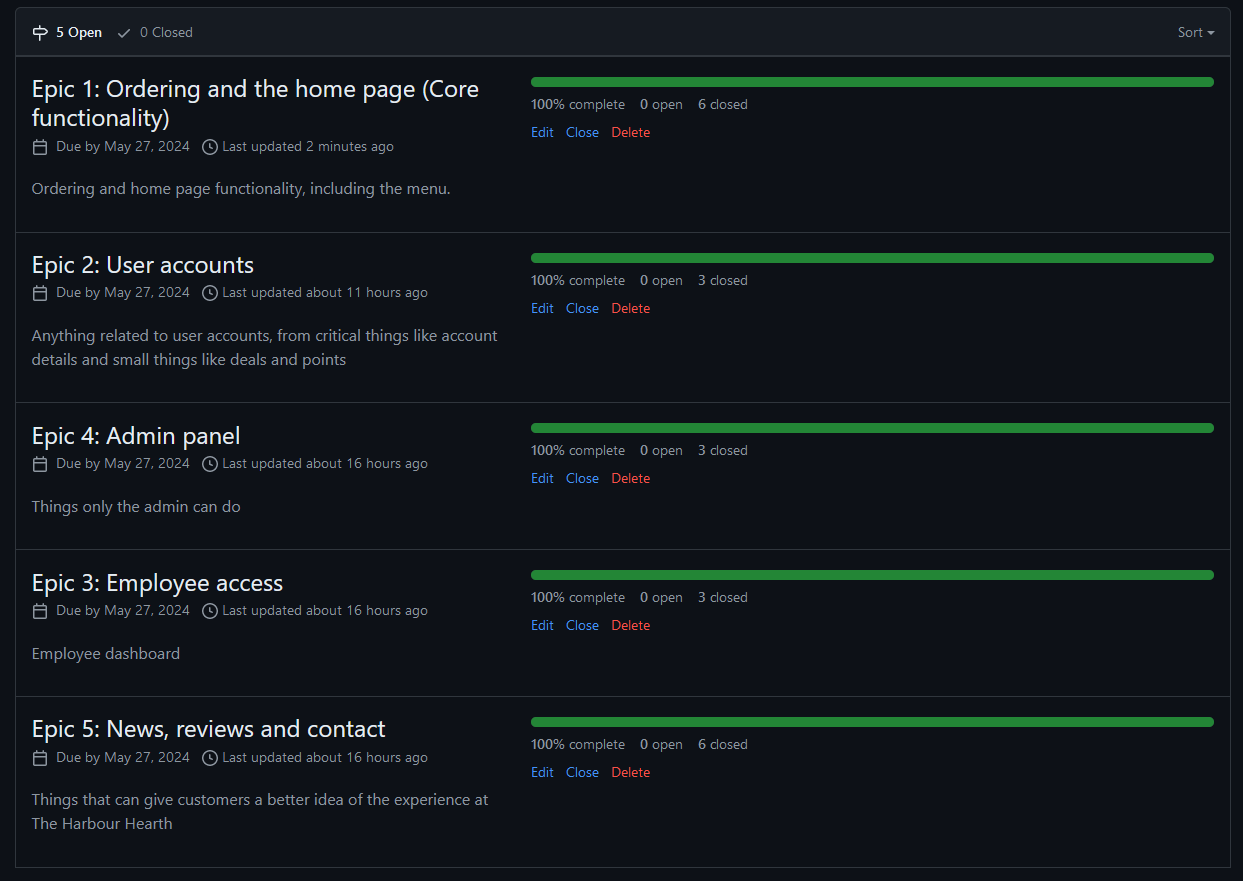 5 Open 0 Closed Sort
Epic 1: Ordering and the home page (Core
functionality)
Due by May 27, 2024 Last updated 2 minutes ago
Ordering and home page functionality, including the menu.
100% complete 0 open 6 closed
Edit Close Delete
Epic 2: User accounts
Due by May 27, 2024 Last updated about 11 hours ago
Anything related to user accounts, from critical things like account
details and small things like deals and points
100% complete 0 open 3 closed
Edit Close Delete
Epic 4: Admin panel
Due by May 27, 2024 Last updated about 16 hours ago
Things only the admin can do
100% complete 0 open 3 closed
Edit Close Delete
Epic 3: Employee access
Due by May 27, 2024 Last updated about 16 hours ago
Employee dashboard
100% complete 0 open 3 closed
Edit Close Delete
Epic 5: News, reviews and contact
Due by May 27, 2024 Last updated about 16 hours ago
Things that can give customers a better idea of the experience at
The Harbour Hearth
100% complete 0 open 6 closed
Edit Close Delete